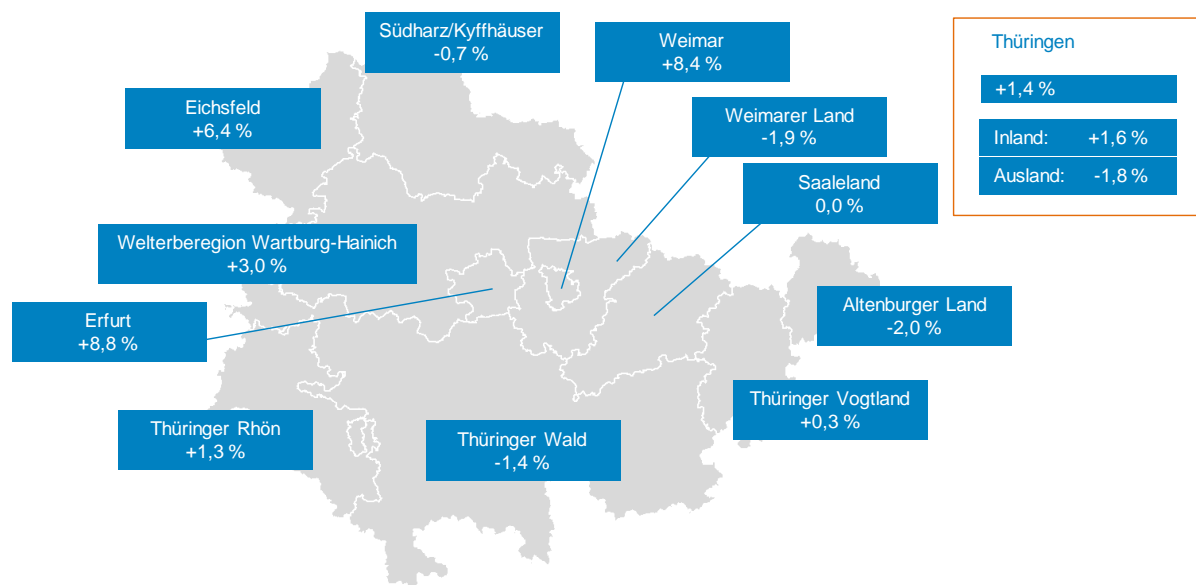 Südharz/Kyffhäuser
-0,7 %
Weimar
+8,4 %
Thüringen
+1,4 %
Inland: +1,6 %
Ausland: -1,8 %
Eichsfeld
+6,4 %
Weimarer Land
-1,9 %
Saaleland
0,0 %
Welterberegion Wartburg-Hainich
+3,0 %
Erfurt
+8,8 %
Altenburger Land
-2,0 %
Thüringer Vogtland
+0,3 %
Thüringer Rhön
+1,3 %
Thüringer Wald
-1,4 %